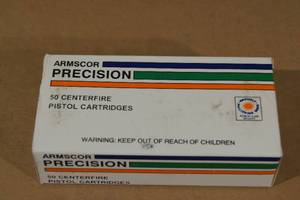 ARMSCOR
PRECISION
50 CENTERFIRE
PISTOL CARTRIDGES
WARNING: KEEP OUT OF REACH OF CHILDREN
ARMSCOR
PRECISION
50 CENTERFIRE
PISTOL CARTRIDGES